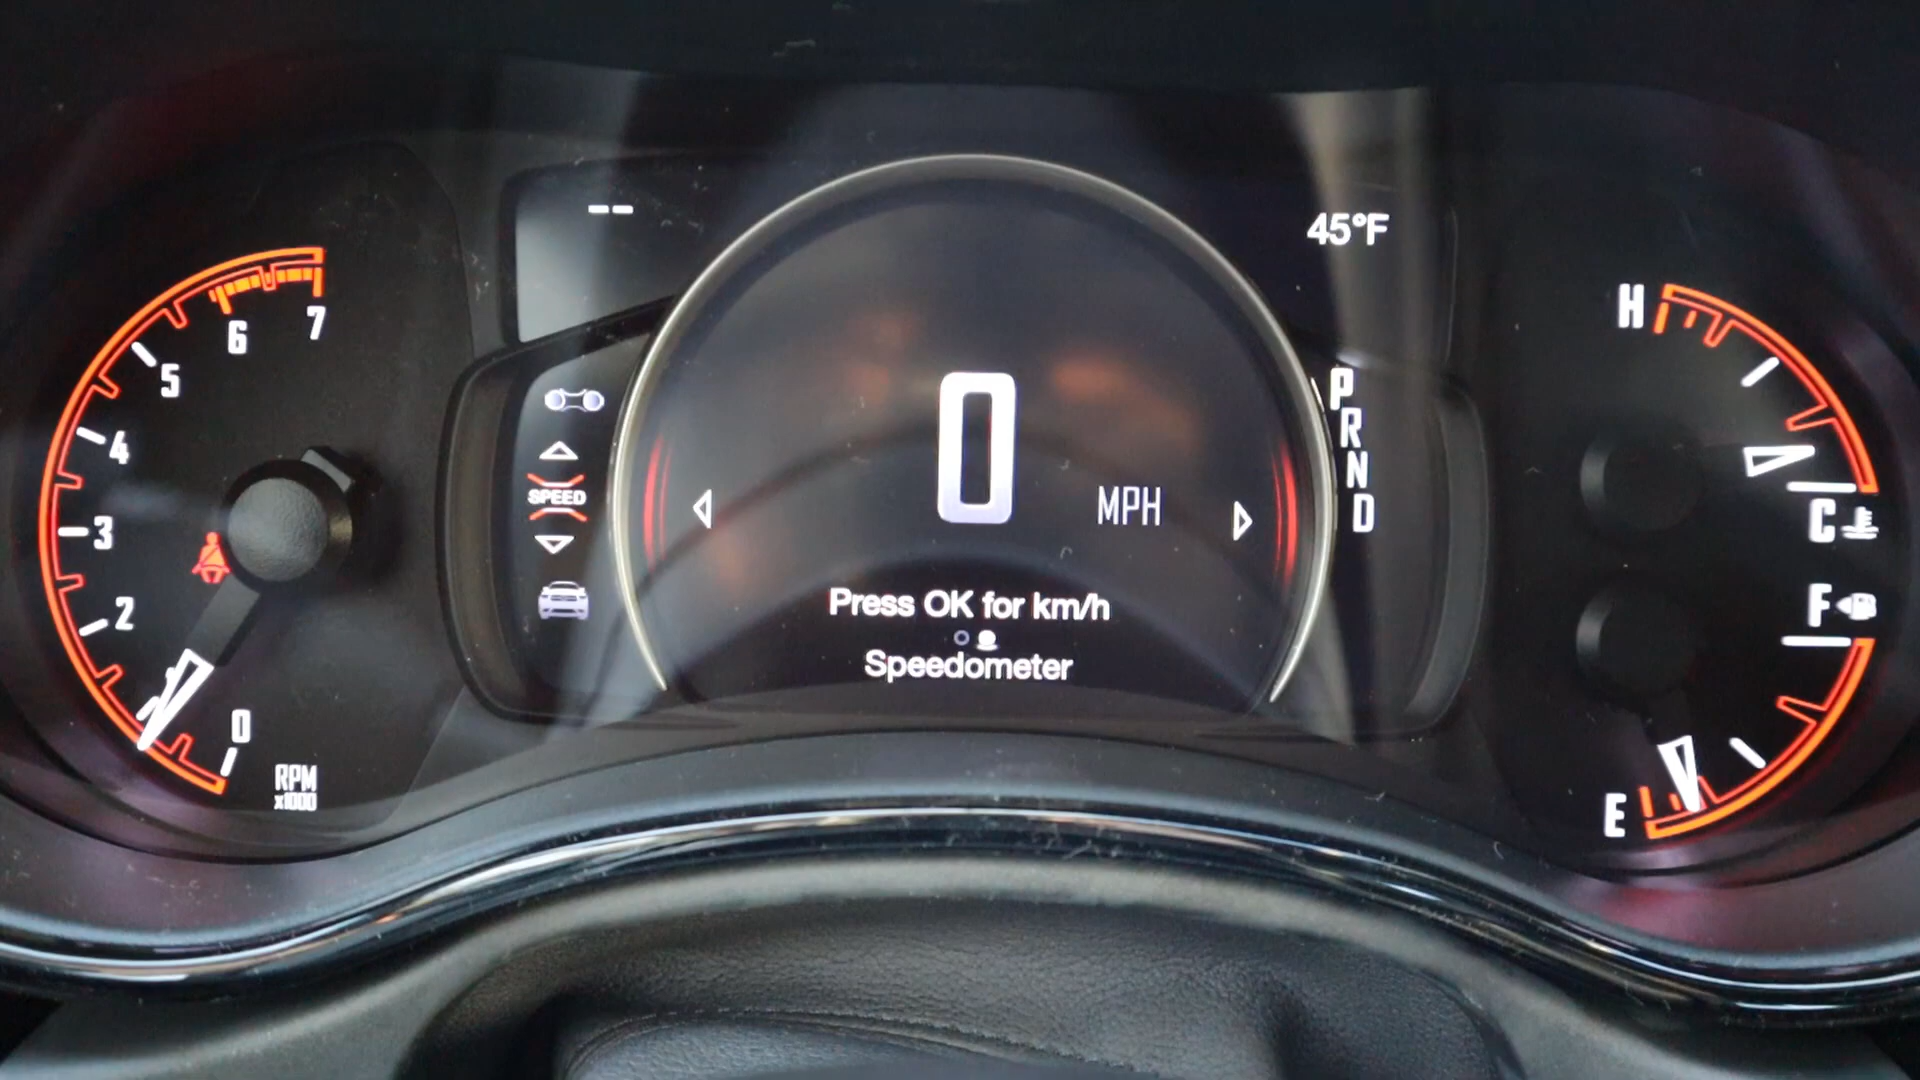 --
45°F
7
6
5
4
3
2
0
RPM
x1000
SPEED
0
MPH
Press OK for km/h
Speedometer
P
R
N
D
H
C
F
E